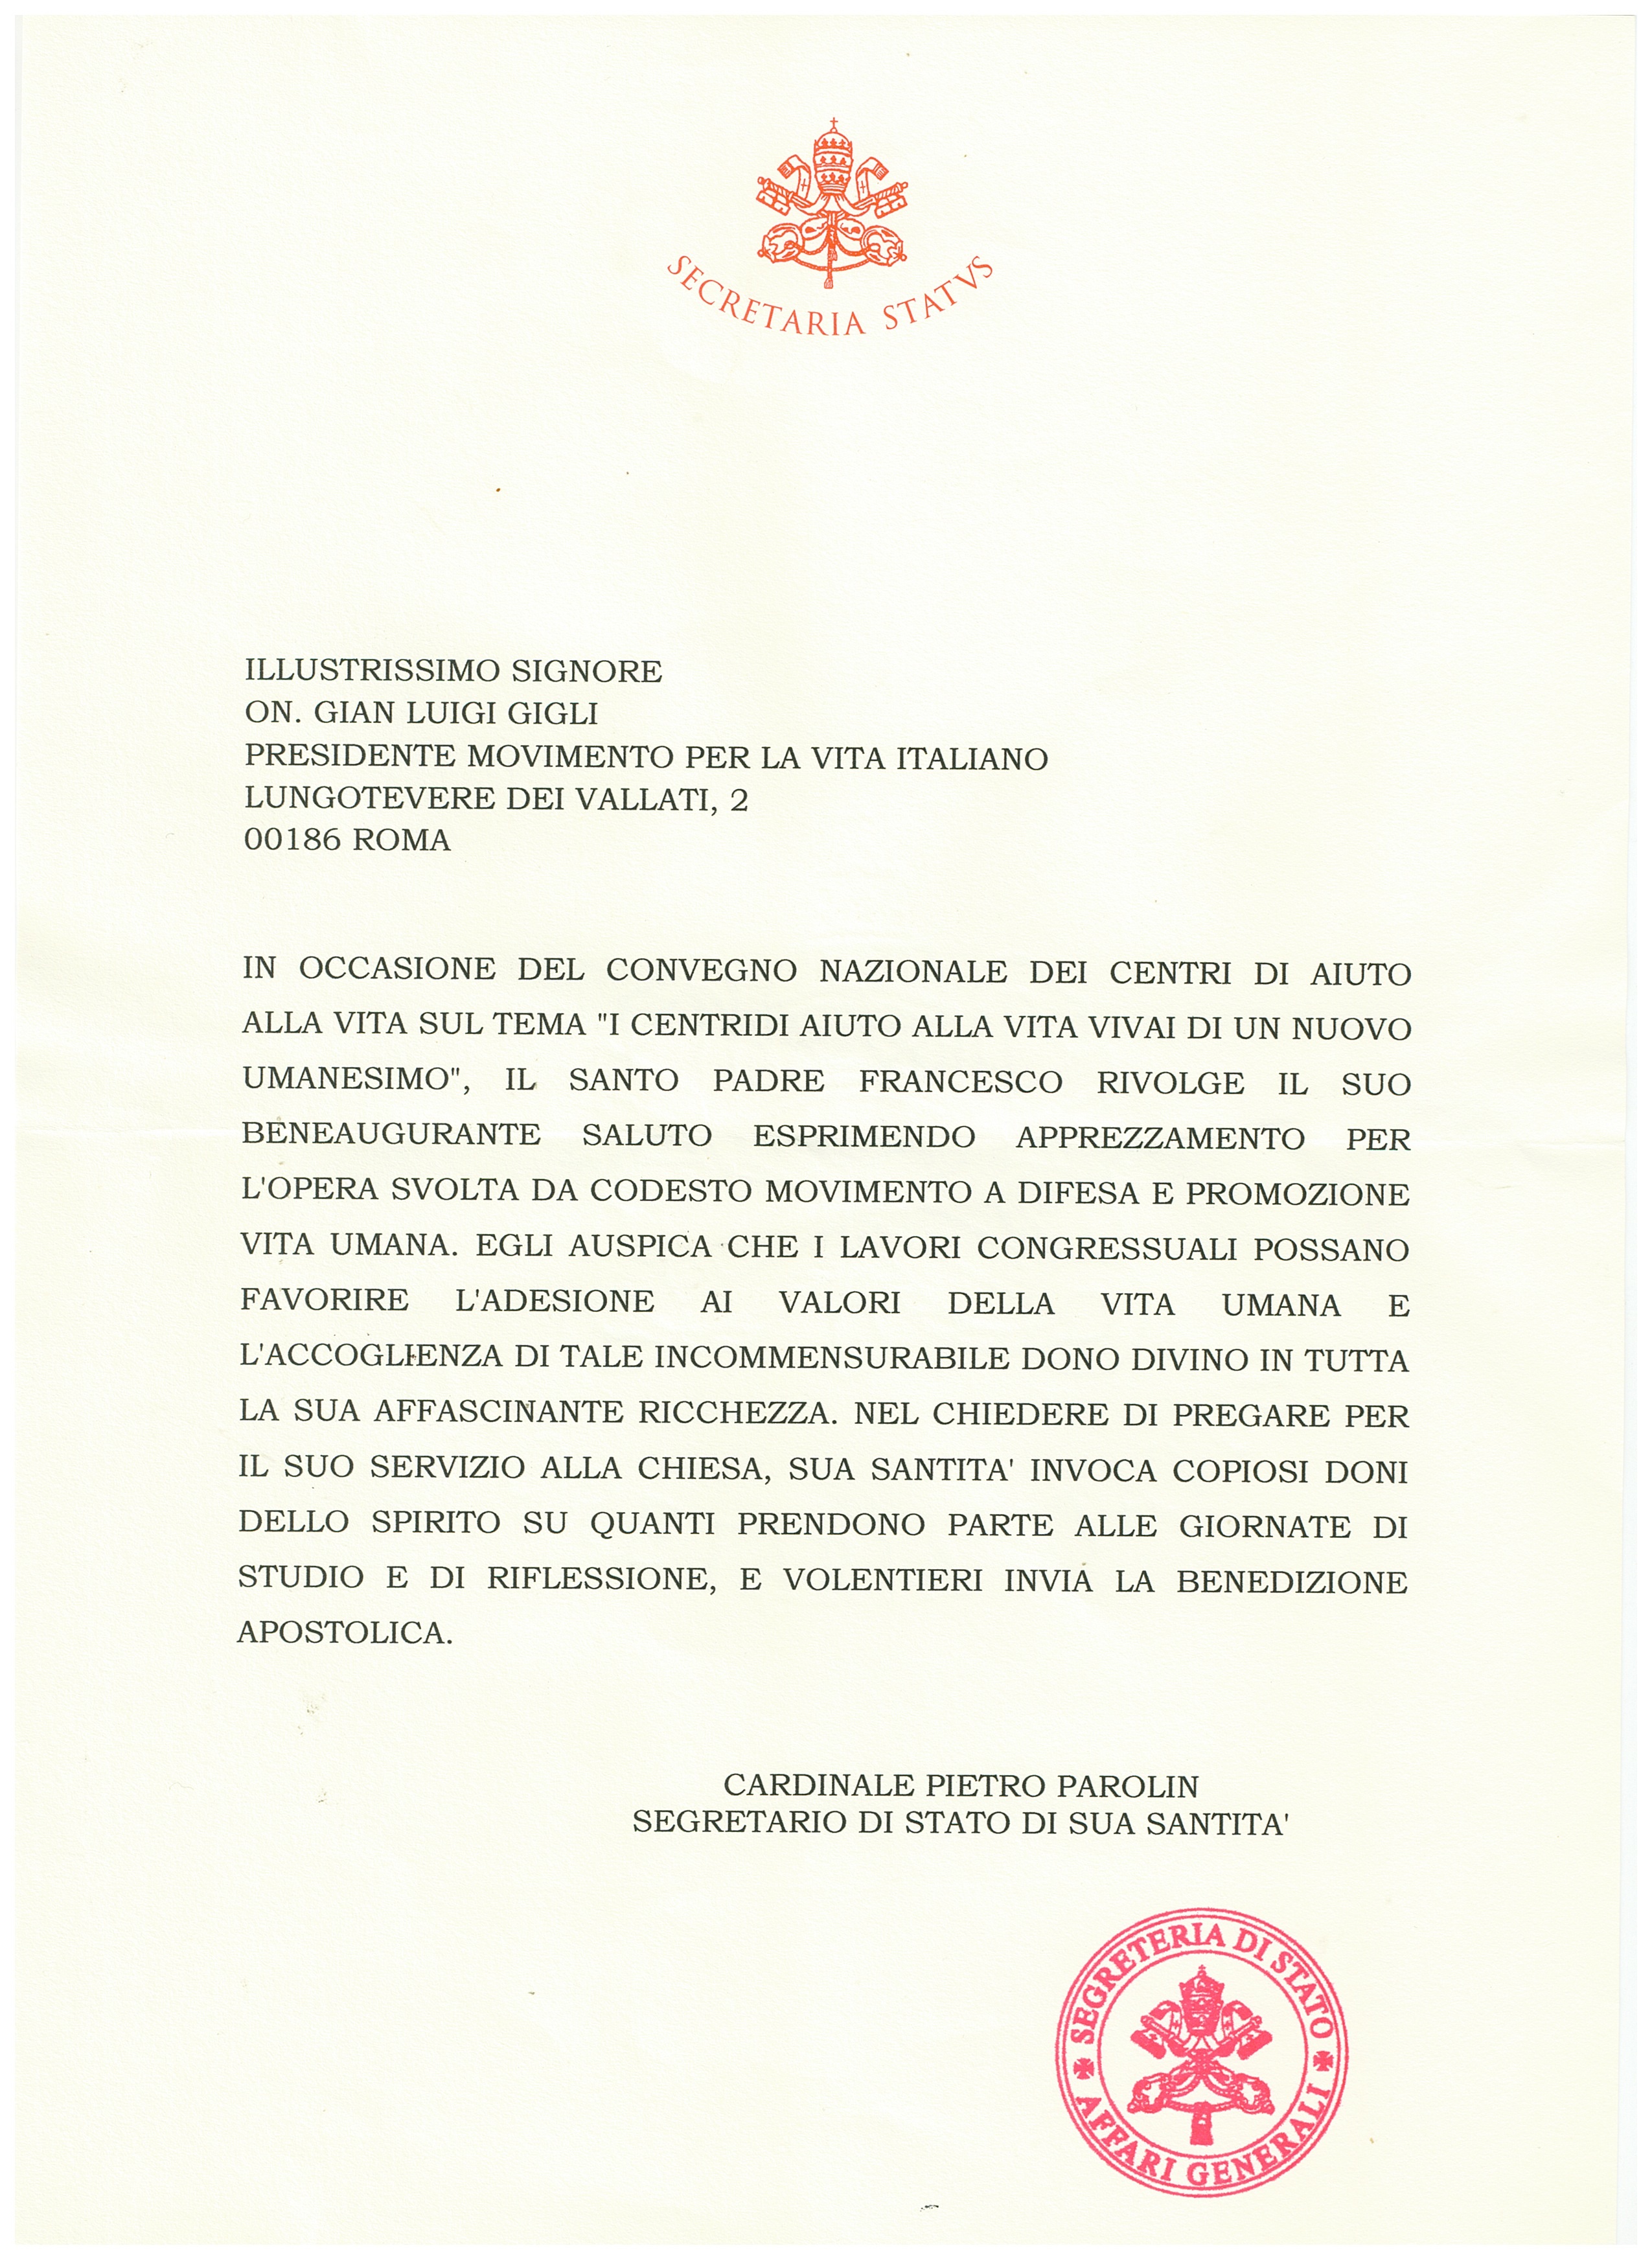 SECRETARIA STATVS
ILLUSTRISSIMO SIGNORE
ON. GIAN LUIGI GIGLI
PRESIDENTE MOVIMENTO PER LA VITA ITALIANO
LUNGOTEVERE DEI VALLATI, 2
00186 ROMA
IN OCCASIONE DEL CONVEGNO NAZIONALE DEI CENTRI DI AIUTO
ALLA VITA SUL TEMA "I CENTRIDI AIUTO ALLA VITA VIVAI DI UN NUOVO
UMANESIMO", IL SANTO PADRE FRANCESCO RIVOLGE IL SUO
BENEAUGURANTE SALUTO ESPRIMENDO APPREZZAMENTO PER
L'OPERA SVOLTA DA CODESTO MOVIMENTO A DIFESA E PROMOZIONE
VITA UMANA. EGLI AUSPICA CHE I LAVORI CONGRESSUALI POSSANO
FAVORIRE L'ADESIONE AI VALORI DELLA VITA UMANA E
L'ACCOGLIENZA DI TALE INCOMMENSURABILE DONO DIVINO IN TUTTA
LA SUA AFFASCINANTE RICCHEZZA. NEL CHIEDERE DI PREGARE PER
IL SUO SERVIZIO ALLA CHIESA, SUA SANTITA' INVOCA COPIOSI DONI
DELLO SPIRITO SU QUANTI PRENDONO PARTE ALLE GIORNATE DI
STUDIO E DI RIFLESSIONE, E VOLENTIERI INVIA LA BENEDIZIONE
APOSTOLICA.
CARDINALE PIETRO PAROLIN
SEGRETARIO DI STATO DI SUA SANTITA'
SEGRETERIA DI STATO
AFFARI GENERALI